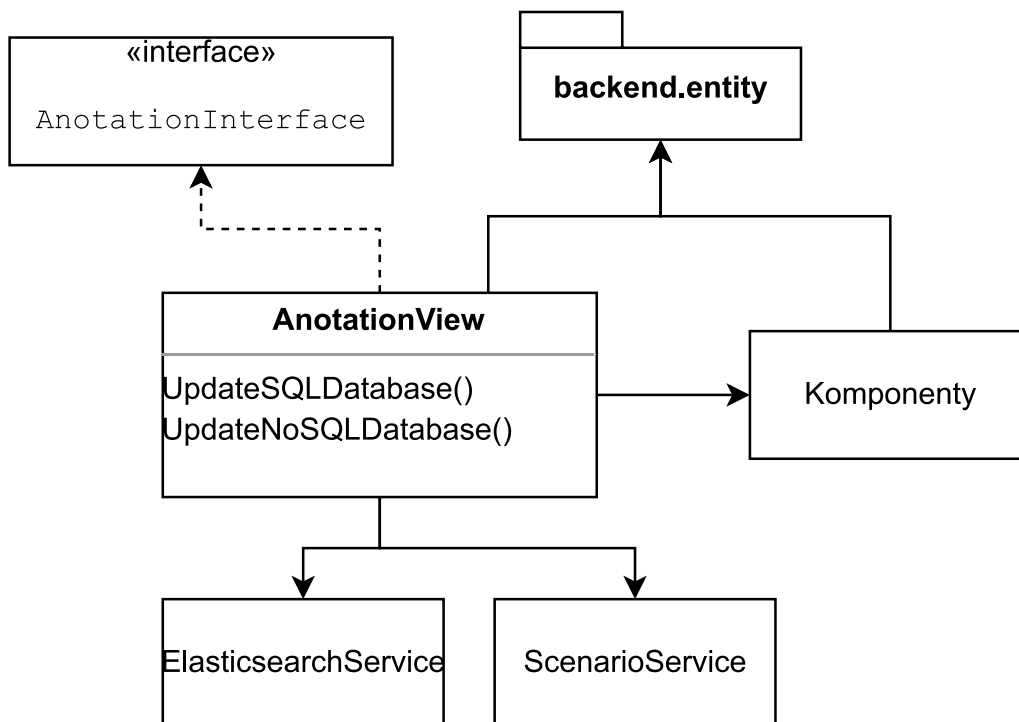 «interface»
AnotationInterface
backend.entity
AnotationView
UpdateSQLDatabase()
UpdateNoSQLDatabase()
Komponenty
ElasticsearchService
ScenarioService